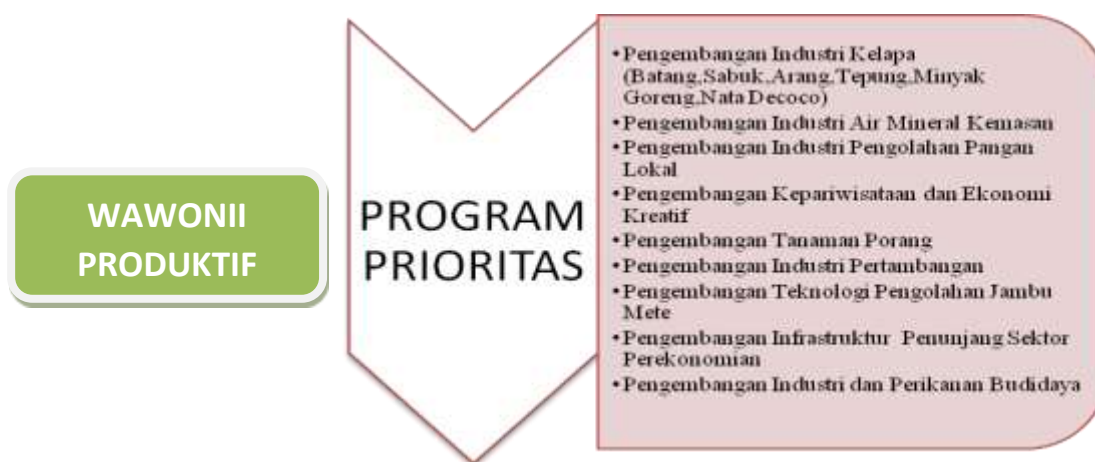 WAWONII
PRODUKTIF
PROGRAM
PRIORITAS
•Pengembangan Industri Kelapa
(Batang,Sabuk,Arang,Tepung,Minyak
Goreng,Nata Decoco)
•Pengembangan Industri Air Mineral Kemasan
•Pengembangan Industri Pengolahan Pangan
Lokal
•Pengembangan Kepariwisataan dan Ekonomi
Kreatif
•Pengembangan Tanaman Porang
•Pengembangan Industri Pertambangan
•Pengembangan Teknologi Pengolahan Jambu
Mete
•Pengembangan Infrastruktur Penunjang Sektor
Perekonomian
•Pengembangan Industri dan Perikanan Budidaya